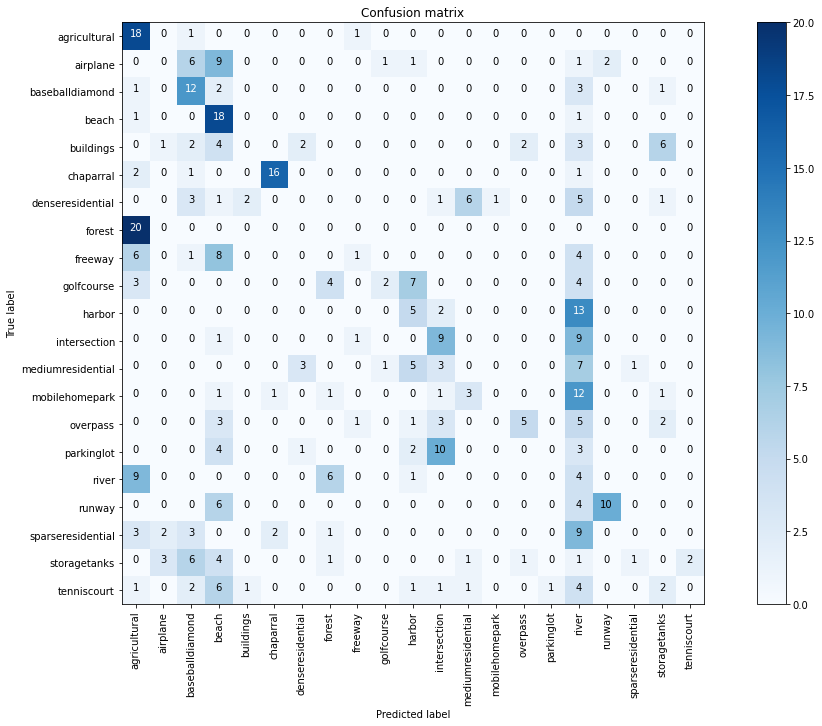 Confusion matrix
agricultural 18 0 1 0 0 0 0 0 1 0 0 0 0 0 0 0 0 0 0 0 0
airplane 0 0 6 9 0 0 0 0 0 1 1 0 0 0 0 0 1 2 0 0 0
baseballdiamond 1 0 12 2 0 0 0 0 0 0 0 0 0 0 0 0 3 0 0 1 0
beach 1 0 0 18 0 0 0 0 0 0 0 0 0 0 0 0 1 0 0 0 0
buildings 0 1 2 4 0 0 2 0 0 0 0 0 0 0 2 0 3 0 0 6 0
chaparral 2 0 1 0 0 16 0 0 0 0 0 0 0 0 0 0 1 0 0 0 0
denseresidential 0 0 3 1 2 0 0 0 0 0 0 1 6 1 0 0 5 0 0 1 0
forest 20 0 0 0 0 0 0 0 0 0 0 0 0 0 0 0 0 0 0 0 0
freeway 6 0 1 8 0 0 0 0 1 0 0 0 0 0 0 0 4 0 0 0 0
golfcourse 3 0 0 0 0 0 0 4 0 2 7 0 0 0 0 0 4 0 0 0 0
harbor 0 0 0 0 0 0 0 0 0 0 5 2 0 0 0 0 13 0 0 0 0
intersection 0 0 0 1 0 0 0 0 1 0 0 9 0 0 0 0 9 0 0 0 0
mediumresidential 0 0 0 0 0 0 3 0 0 1 5 3 0 0 0 0 7 0 1 0 0
mobilehomepark 0 0 0 1 0 1 0 1 0 0 0 1 3 0 0 0 12 0 0 1 0
overpass 0 0 0 3 0 0 0 0 1 0 1 3 0 0 5 0 5 0 0 2 0
parkinglot 0 0 0 4 0 0 1 0 0 0 2 10 0 0 0 0 3 0 0 0 0
river 9 0 0 0 0 0 0 6 0 0 1 0 0 0 0 0 4 0 0 0 0
runway 0 0 0 6 0 0 0 0 0 0 0 0 0 0 0 0 4 10 0 0 0
sparseresidential 3 2 3 0 0 2 0 1 0 0 0 0 0 0 0 0 9 0 0 0 0
storagetanks 0 3 6 4 0 0 0 1 0 0 0 0 1 0 1 0 1 0 1 0 2
tenniscourt 1 0 2 6 1 0 0 0 0 0 1 1 1 0 0 1 4 0 0 2 0
True label
agricultural
airplane
baseballdiamond
beach
buildings
chaparral
denseresidential
forest
freeway
golfcourse
harbor
intersection
mediumresidential
mobilehomepark
overpass
parkinglot
river
runway
sparseresidential
storagetanks
tenniscourt
Predicted label
20.0
17.5
15.0
12.5
10.0
7.5
5.0
2.5
0.0